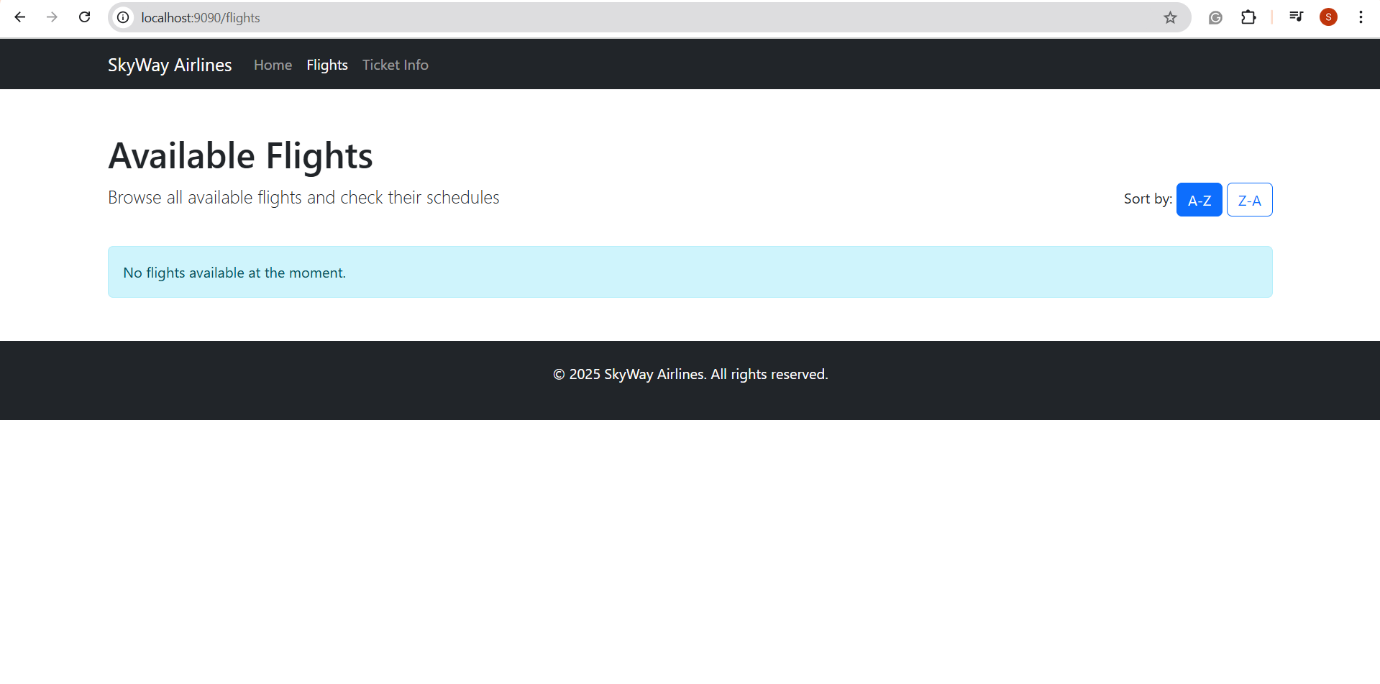 localhost:9090/flights
S
SkyWay Airlines Home Flights Ticket Info
Available Flights
Browse all available flights and check their schedules
Sort by: A-Z Z-A
No flights available at the moment.
© 2025 SkyWay Airlines. All rights reserved.